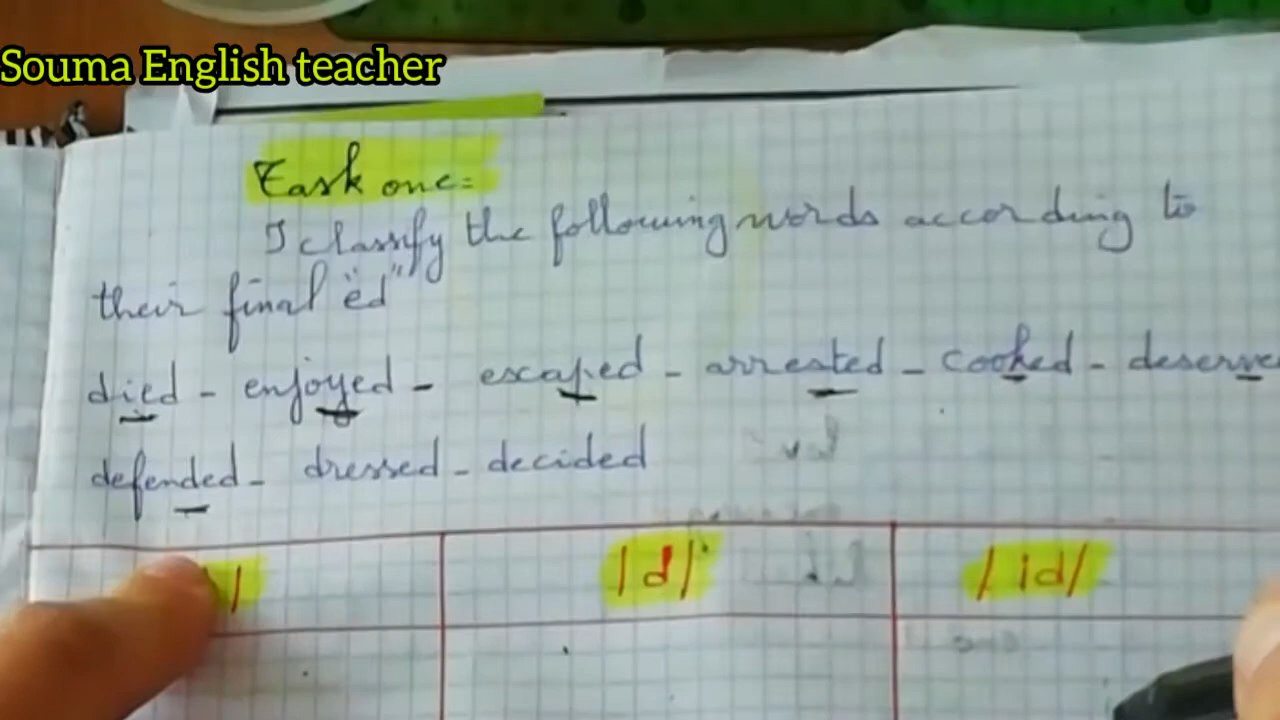 Souma English teacher
Task one:
I classify the following words according to
their final "ed"
died - enjoyed - escaped - arrested - cooked - deserve
defended - dressed - decided
/d/ /id/